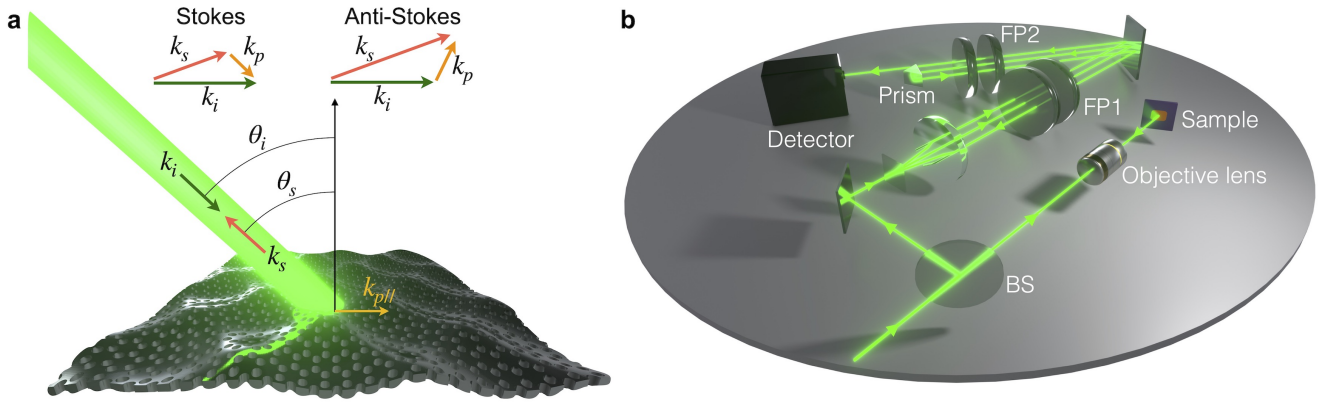 a
Stokes
k_s
k_p
k_i
Anti-Stokes
k_s
k_p
k_i
θ_i
θ_s
k_i
k_s
k_p//
b
FP2
FP1
Prism
Detector
Sample
Objective lens
BS